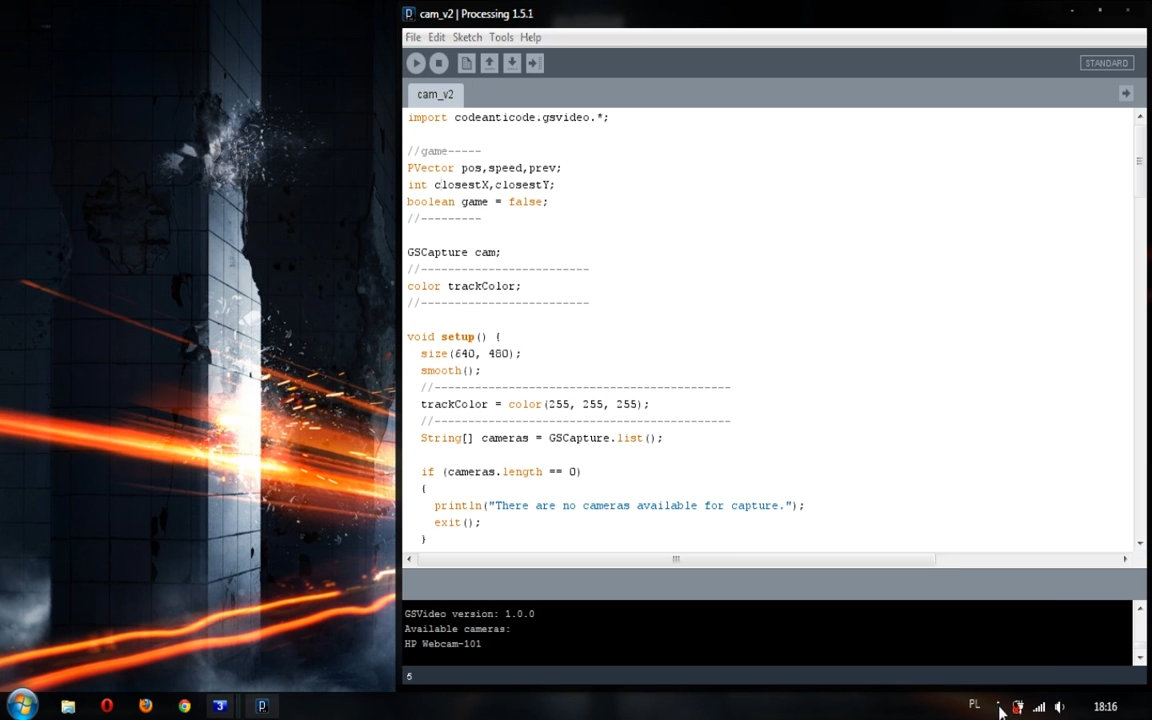 cam_v2 | Processing 1.5.1
File Edit Sketch Tools Help
STANDARD
cam_v2
import codeanticode.gsvideo.*;
//game-----
PVector pos,speed,prev;
int closestX,closestY;
boolean game = false;
//---------
GSCapture cam;
//-------------------------
color trackColor;
//-------------------------
void setup() {
size(640, 480);
smooth();
//--------------------------------------------
trackColor = color(255, 255, 255);
//--------------------------------------------
String[] cameras = GSCapture.list();
if (cameras.length == 0)
{
println("There are no cameras available for capture.");
exit();
}
GSVideo version: 1.0.0
Available cameras:
HP Webcam-101
5
3
PL
18:16